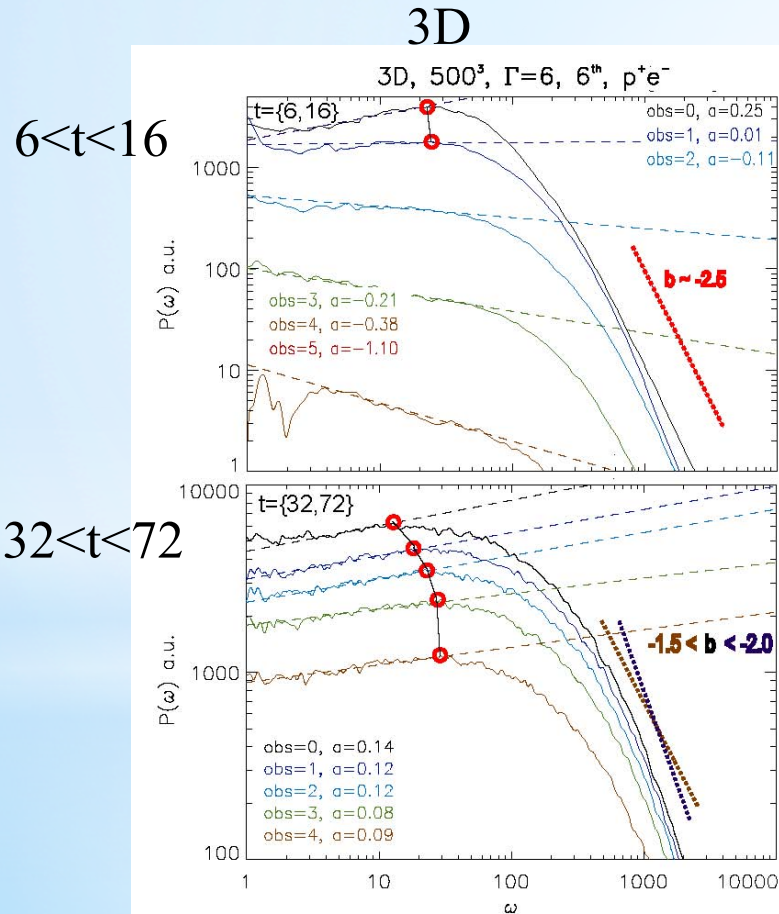 3D
3D, 500³, Γ=6, 6ᵗʰ, p⁺e⁻
6<t<16
t={6,16}
obs=0, a=0.25
obs=1, a=0.01
obs=2, a=-0.11
1000
100
10
1
P(ω) a.u.
b ~ -2.5
obs=3, a=-0.21
obs=4, a=-0.38
obs=5, a=-1.10
32<t<72
10000
t={32,72}
1000
100
P(ω) a.u.
-1.5 < b < -2.0
obs=0, a=0.14
obs=1, a=0.12
obs=2, a=0.12
obs=3, a=0.08
obs=4, a=0.09
1 10 100 1000 10000
ω